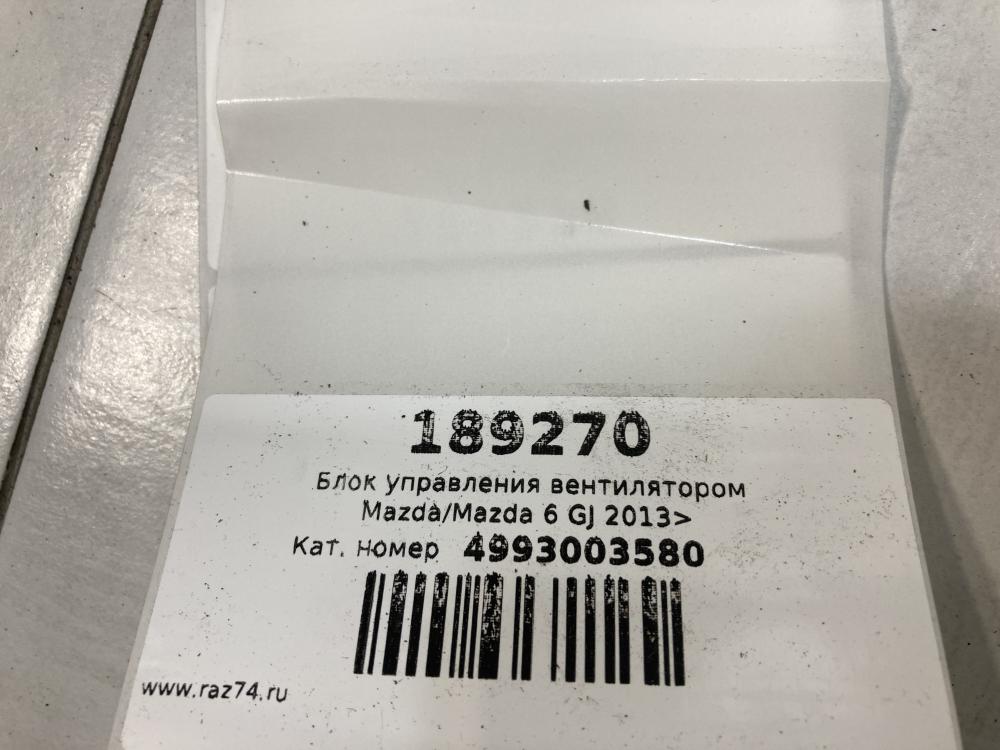 189270
Блок управления вентилятором
Mazda/Mazda 6 GJ 2013>
Кат. номер 4993003580
www.raz74.ru